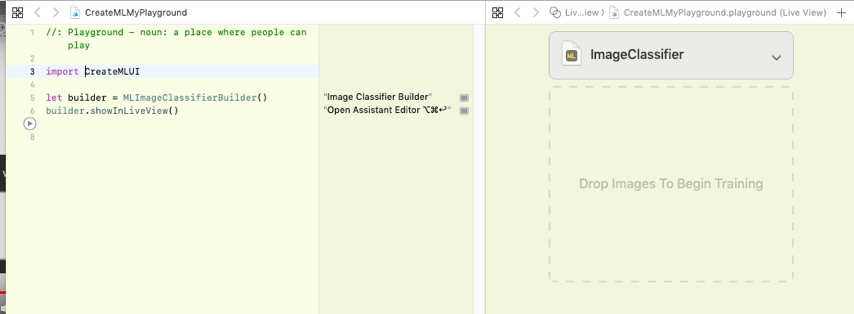 CreateMLMyPlayground
1 //: Playground – noun: a place where people can
play
2
3 import CreateMLUI
4
5 let builder = MLImageClassifierBuilder()
6 builder.showInLiveView()
8
"Image Classifier Builder"
"Open Assistant Editor ⌥⌘↩"
Liv...iew › CreateMLMyPlayground.playground (Live View)
ML ImageClassifier
Drop Images To Begin Training